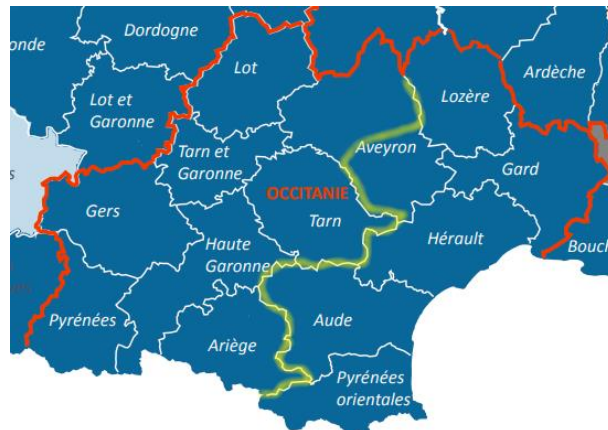 Dordogne
onde
Lot
Ardèche
Lot et
Garonne
Lozère
Aveyron
Tarn et
Garonne
Gard
OCCITANIE
Gers
Tarn
Haute
Garonne
Hérault
Bouch
Pyrénées
Ariège
Aude
Pyrénées
orientales